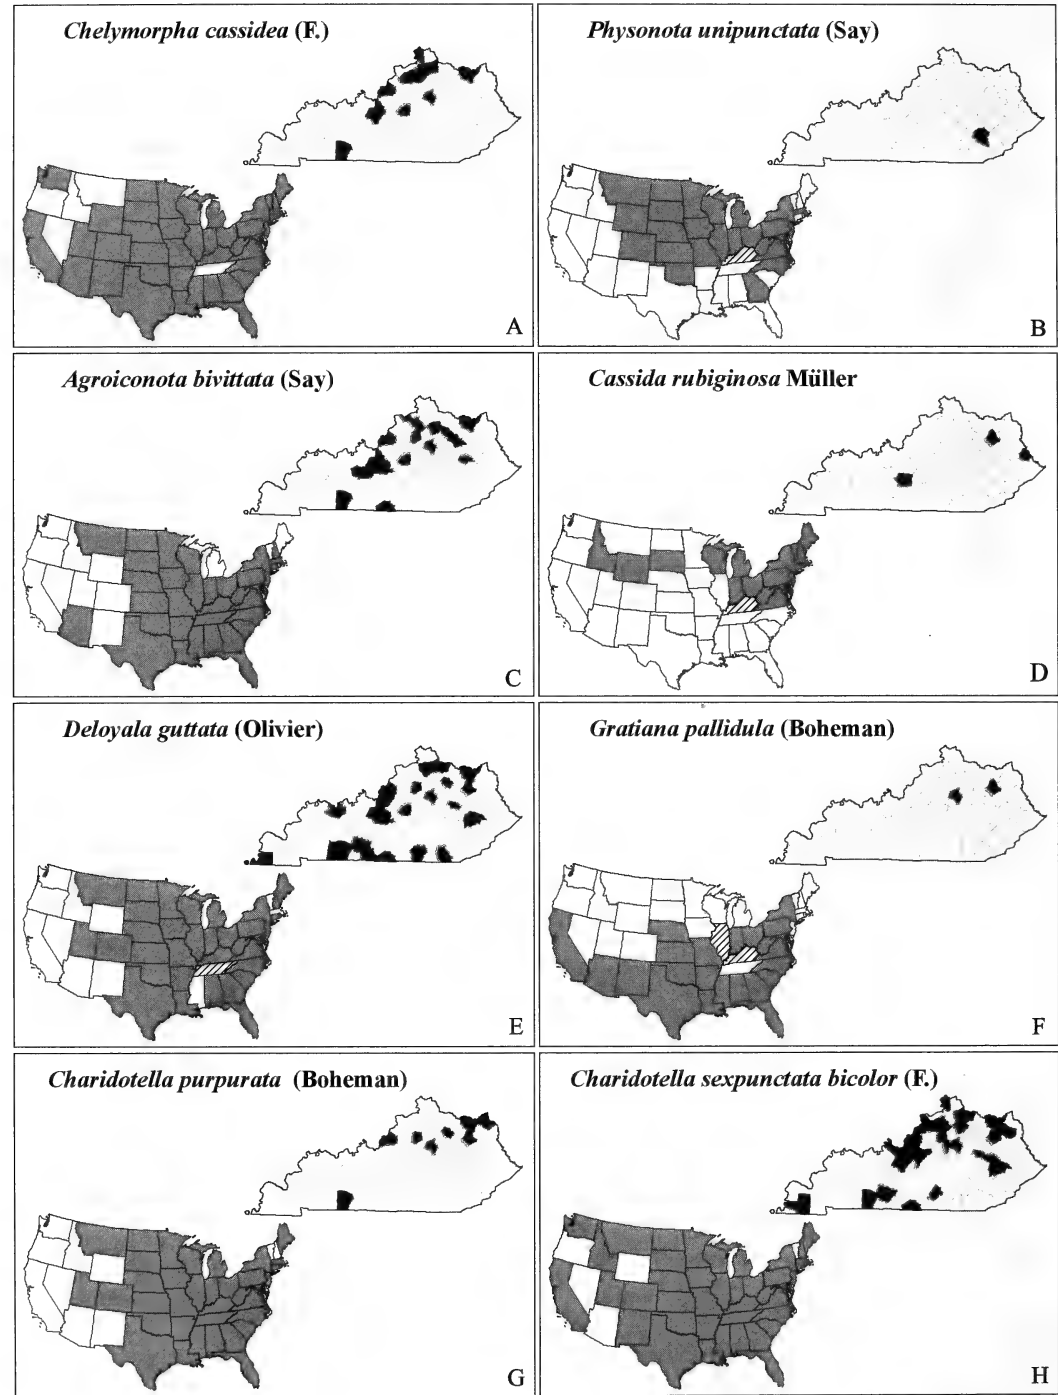 Chelymorpha cassidea (F.)
A
Physonota unipunctata (Say)
B
Agroiconota bivittata (Say)
C
Cassida rubiginosa Müller
D
Deloyala guttata (Olivier)
E
Gratiana pallidula (Boheman)
F
Charidotella purpurata (Boheman)
G
Charidotella sexpunctata bicolor (F.)
H